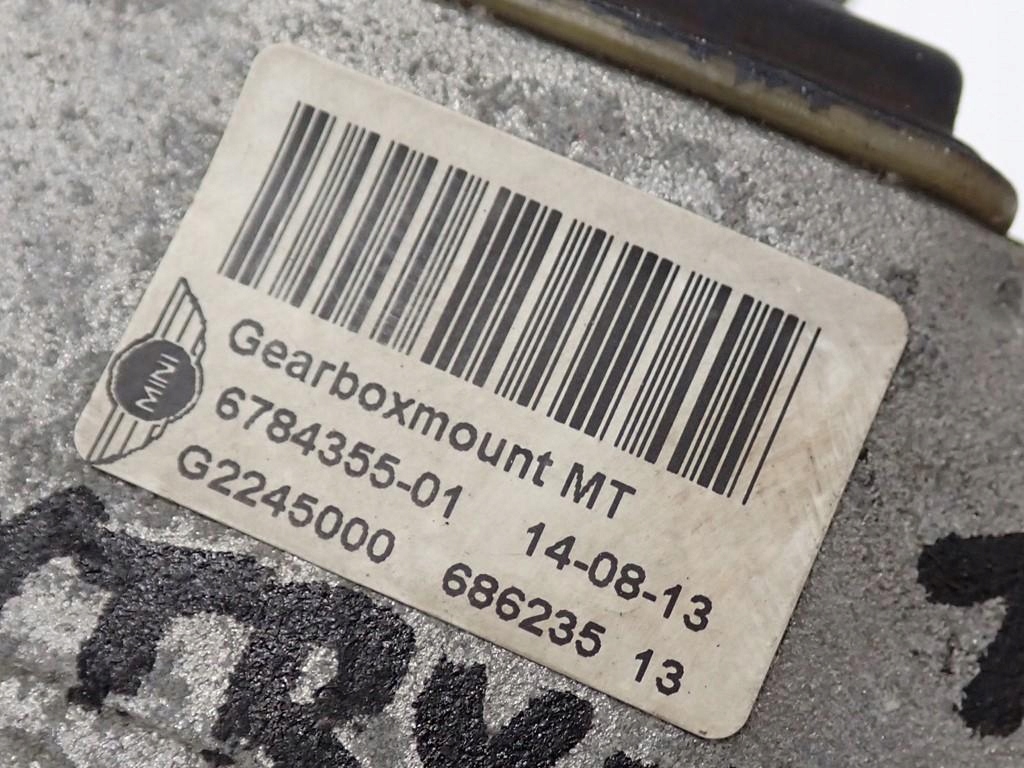 MINI
Gearboxmount MT
6784355-01 14-08-13
G2245000 686235 13